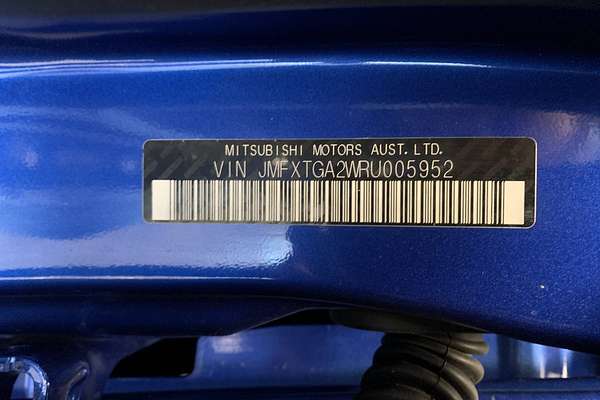 MITSUBISHI MOTORS AUST. LTD.
VIN JMFXTGA2WRU005952